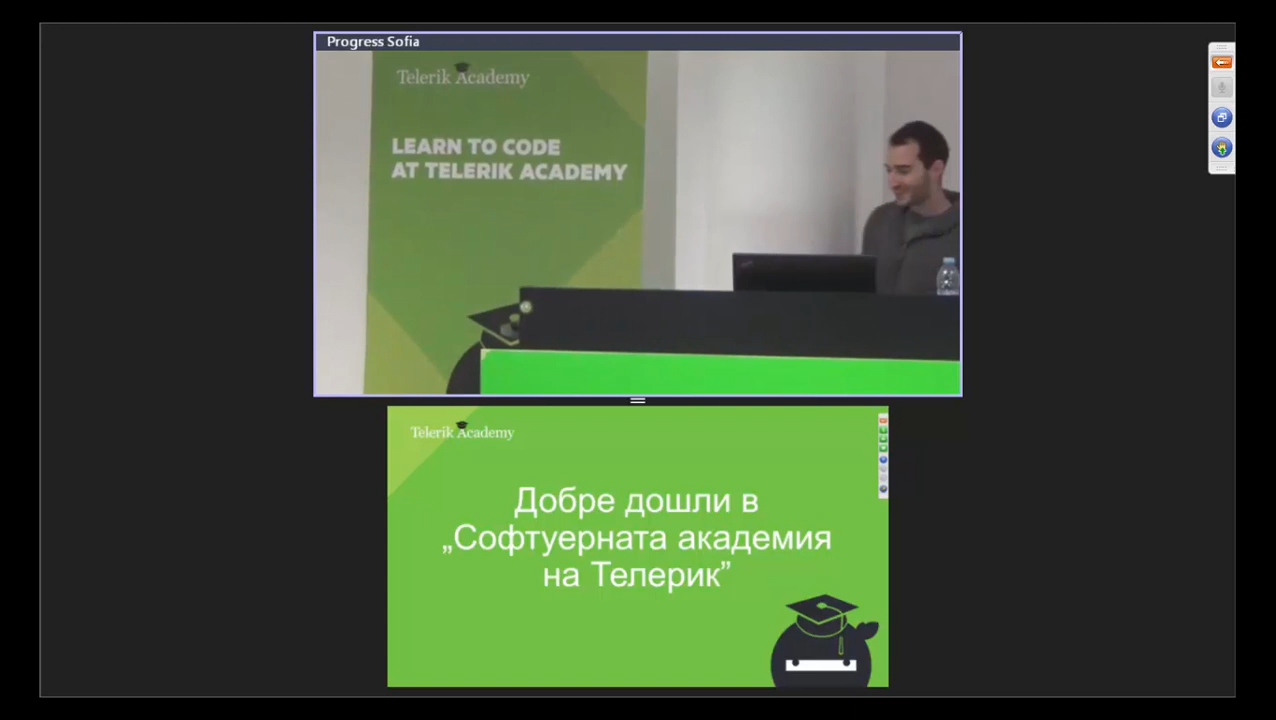 Progress Sofia
Telerik Academy
LEARN TO CODE
AT TELERIK ACADEMY
Telerik Academy
Добре дошли в
„Софтуерната академия
на Телерик”